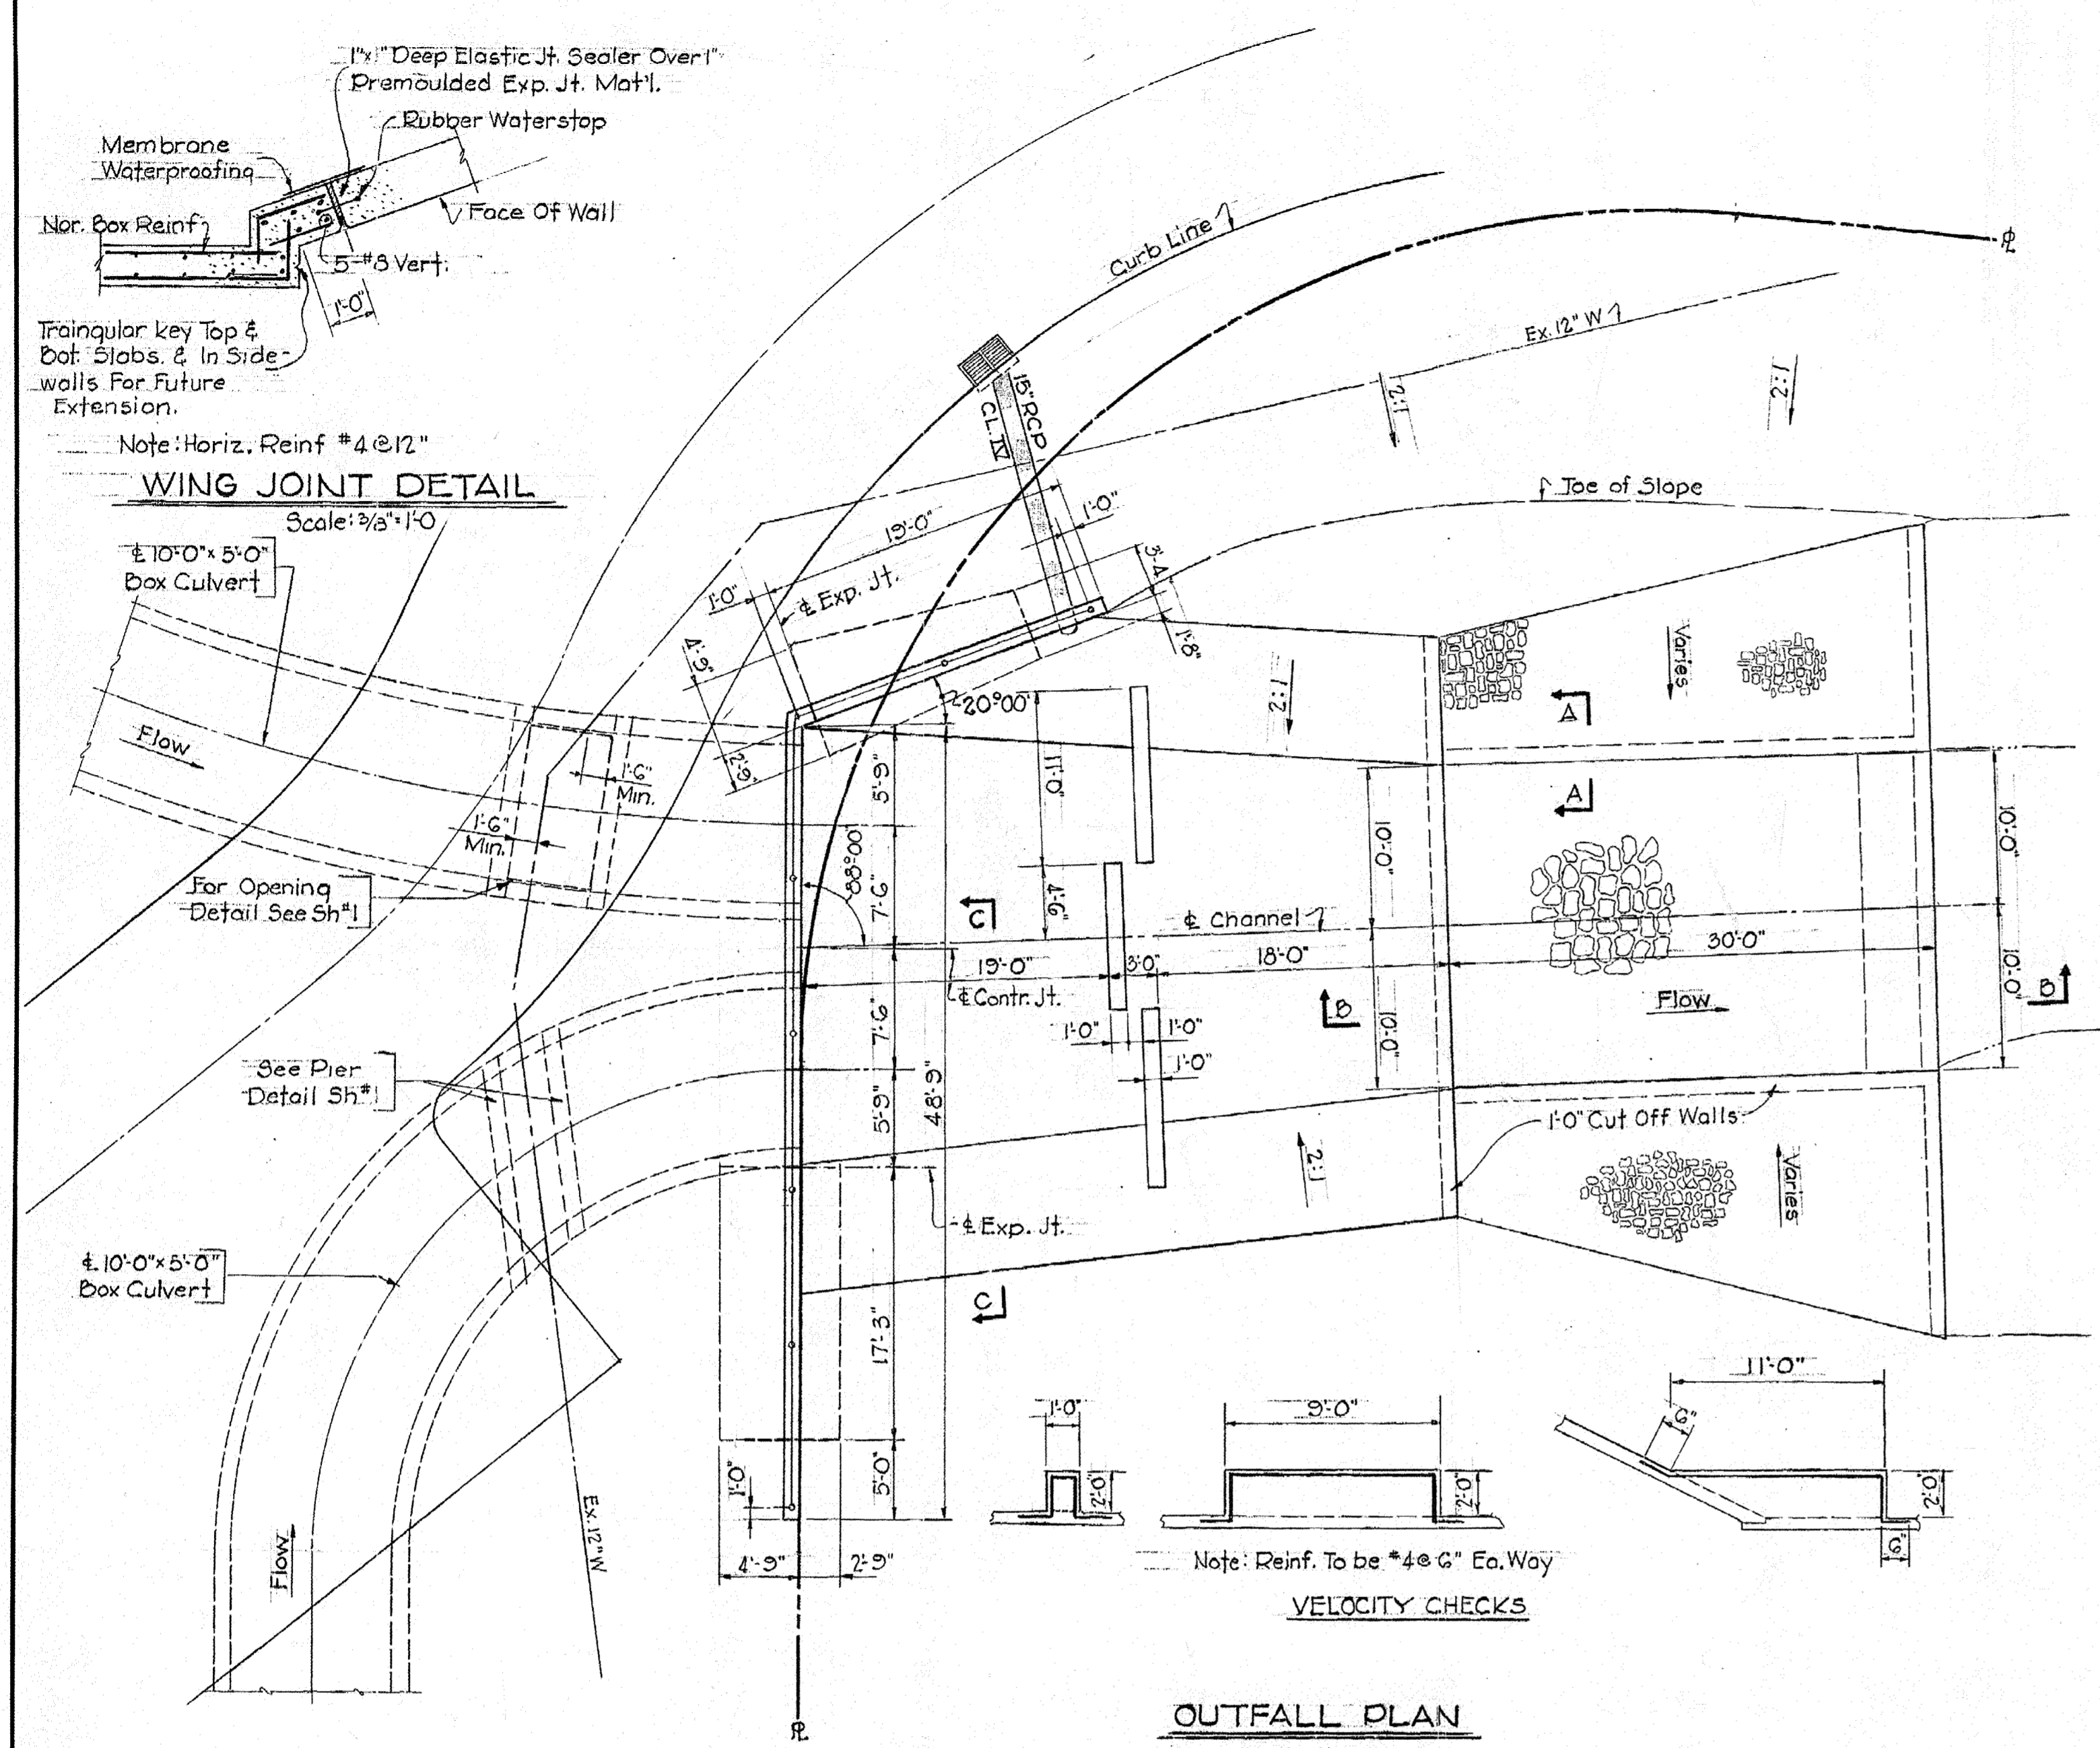 1"x1" Deep Elastic Jt. Sealer Over 1"
Premoulded Exp. Jt. Mat'l.
Rubber Waterstop
Membrane
Waterproofing
Face Of Wall
Nor. Box Reinf.
5-#8 Vert.
1'-0"
Traingular key Top &
Bot. Slabs. & In Side-
walls For Future
Extension.
Note: Horiz. Reinf #4@12"
WING JOINT DETAIL
Scale: 3/8"=1'-0
℄ 10'-0"x 5'-0"
Box Culvert
Flow
1'-6"
Min.
1'-6"
Min.
For Opening
Detail See Sh#1
See Pier
Detail Sh#1
℄ 10'-0"x 5'-0"
Box Culvert
Flow
Ex. 12" W
Curb Line
℄
Ex. 12" W
2:1
2:1
Toe of Slope
15" RCP
CL. IV
19'-0"
1'-0"
1'-0"
℄ Exp. Jt.
3'-4"
1'-8"
4'-9"
2'-9"
20°00'
88°00'
5'-9"
7'-6"
7'-6"
5'-9"
48'-9"
17'-3"
5'-0"
1'-0"
4'-9"
2'-9"
11'-0"
4'-6"
2:1
C
℄ Channel
19'-0"
3'-0"
18'-0"
30'-0"
℄ Contr. Jt.
1'-0"
1'-0"
1'-0"
10'-0"
10'-0"
B
Varies
A
A
10'-0"
10'-0"
Flow
B
1'-0" Cut Off Walls
2:1
Varies
℄ Exp. Jt.
C
1'-0"
2'-0"
9'-0"
2'-0"
11'-0"
6"
2'-0"
6"
Note: Reinf. To be #4@6" Ea. Way
VELOCITY CHECKS
OUTFALL PLAN